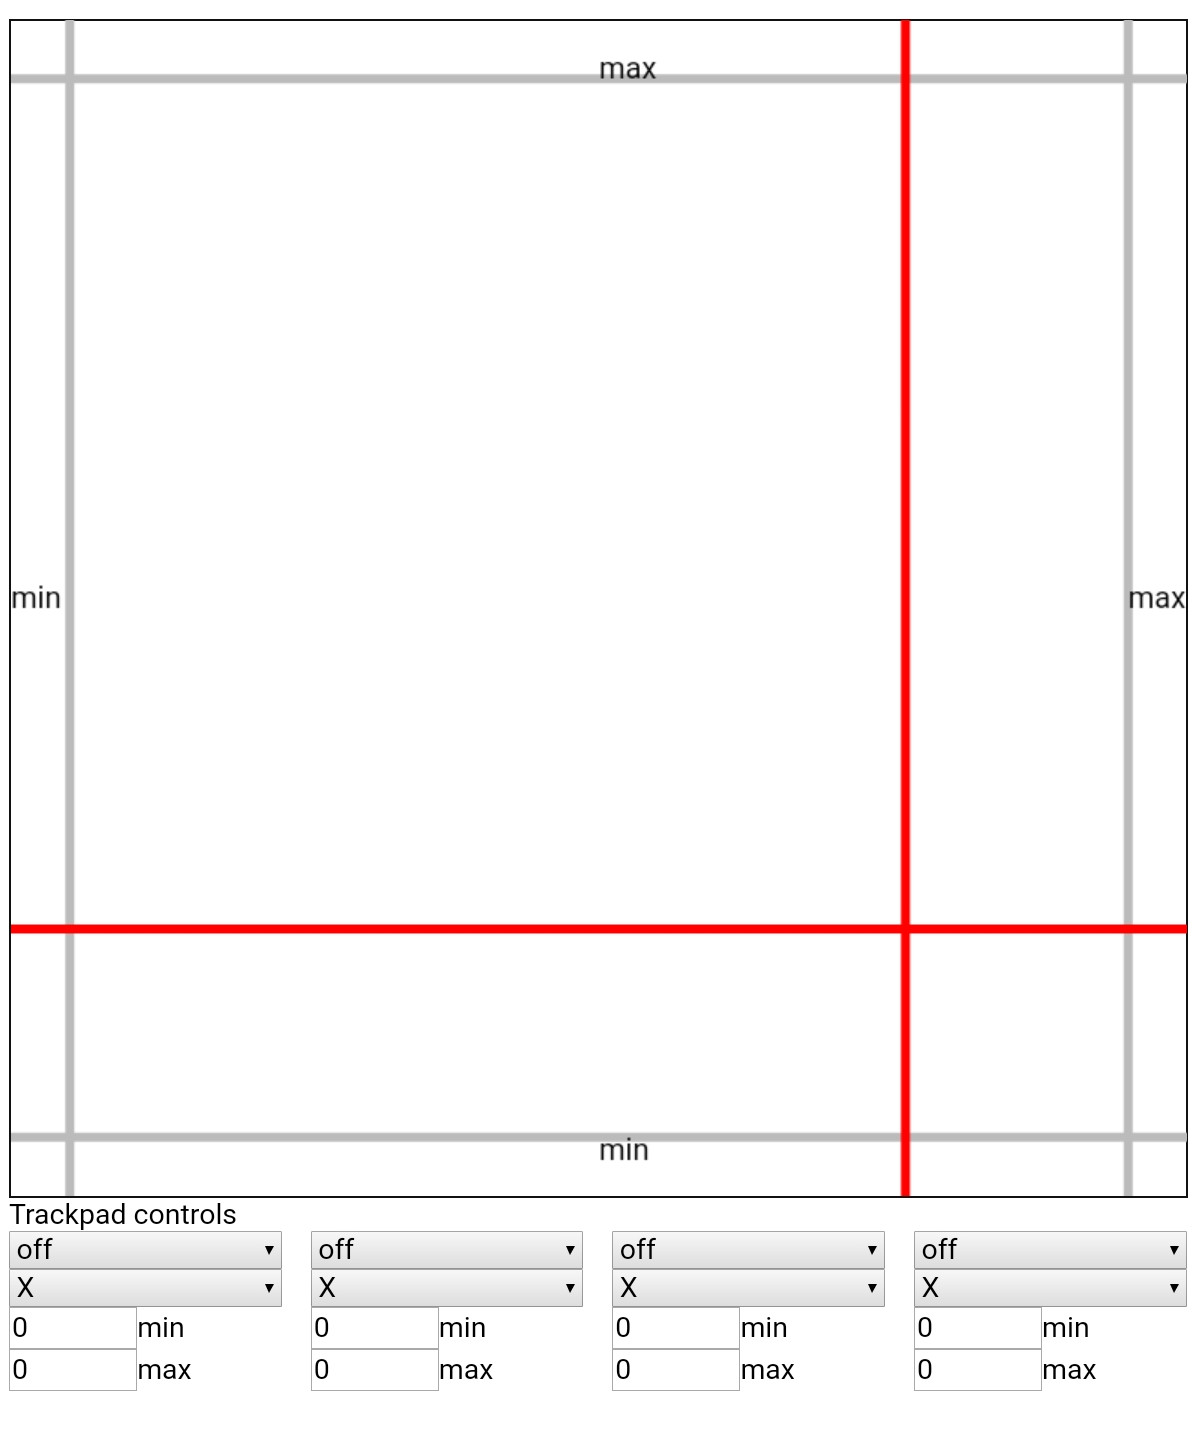 max
min
max
min
Trackpad controls
off off off off
X X X X
0 min 0 min 0 min 0 min
0 max 0 max 0 max 0 max